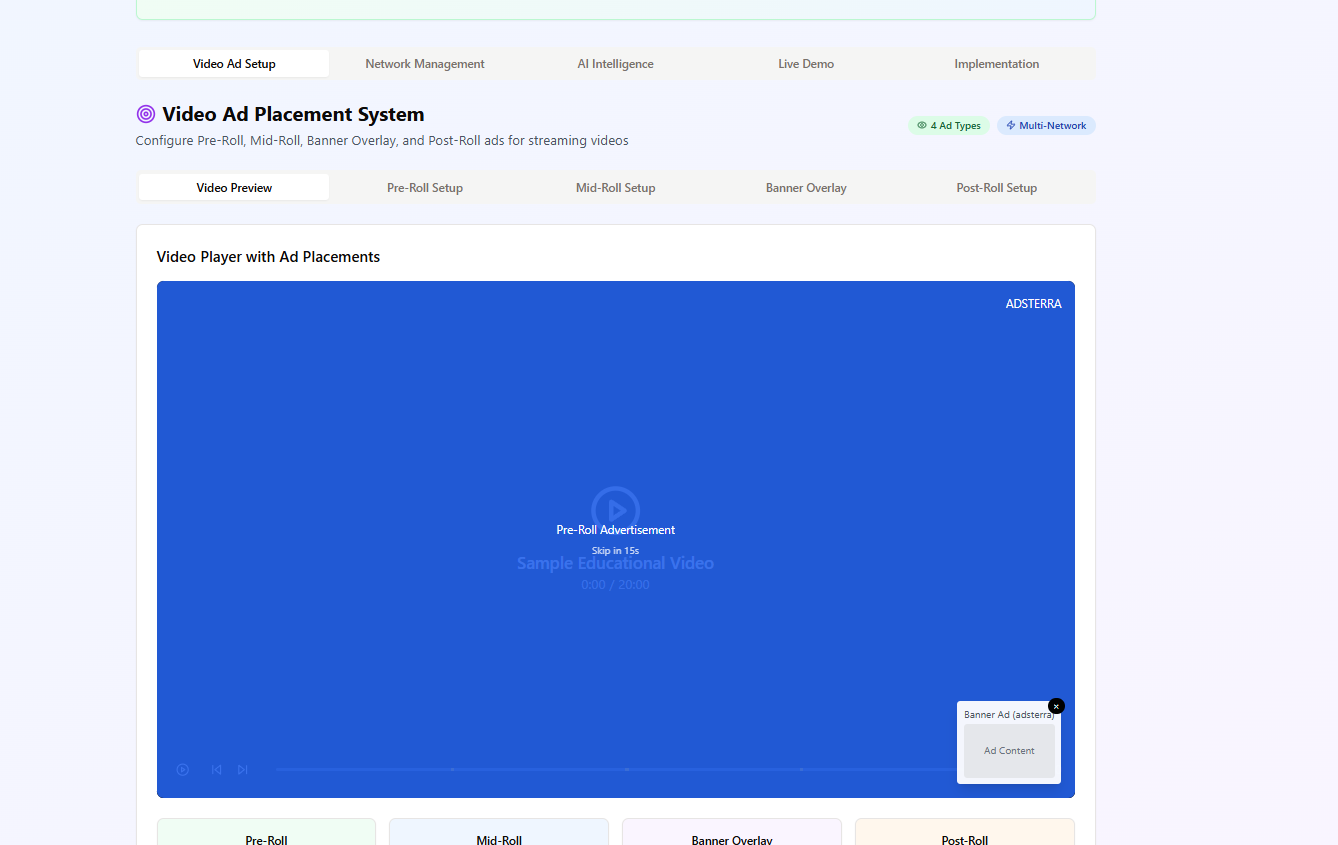 Video Ad Setup Network Management AI Intelligence Live Demo Implementation
Video Ad Placement System
Configure Pre-Roll, Mid-Roll, Banner Overlay, and Post-Roll ads for streaming videos
4 Ad Types Multi-Network
Video Preview Pre-Roll Setup Mid-Roll Setup Banner Overlay Post-Roll Setup
Video Player with Ad Placements
ADSTERRA
Pre-Roll Advertisement
Skip in 15s
Sample Educational Video
0:00 / 20:00
Banner Ad (adsterra)
Ad Content
Pre-Roll Mid-Roll Banner Overlay Post-Roll